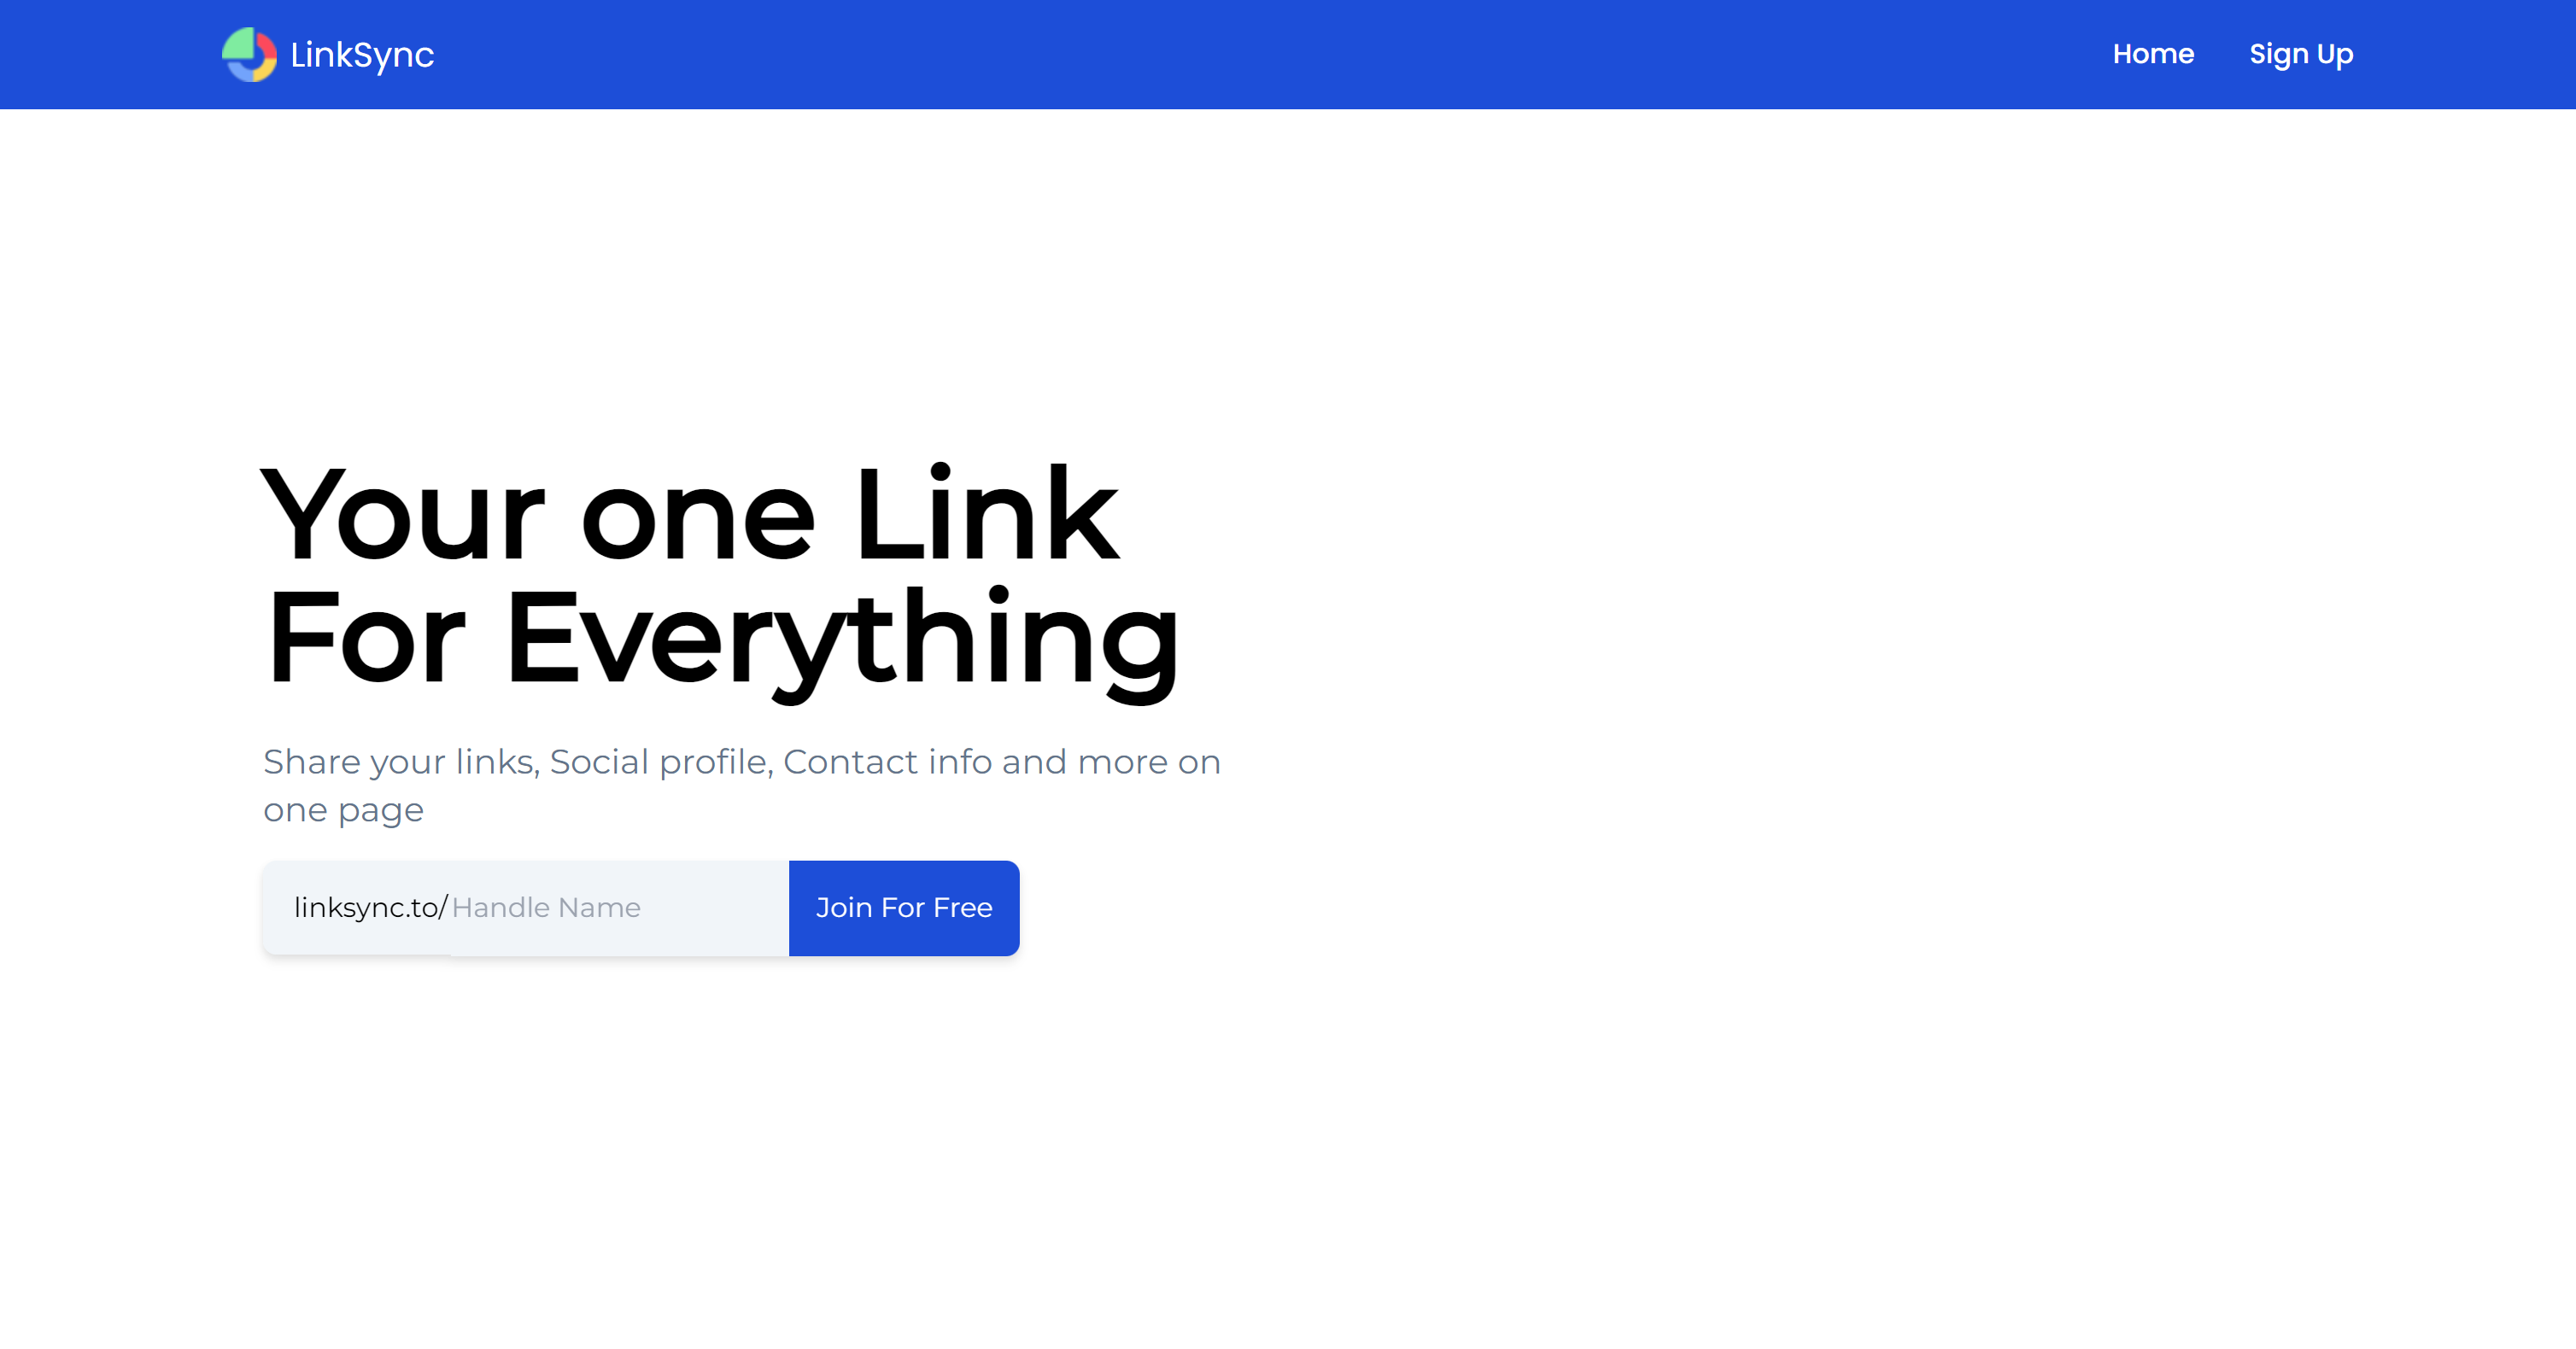 LinkSync
Home
Sign Up
Your one Link
For Everything
Share your links, Social profile, Contact info and more on
one page
linksync.to/Handle Name
Join For Free